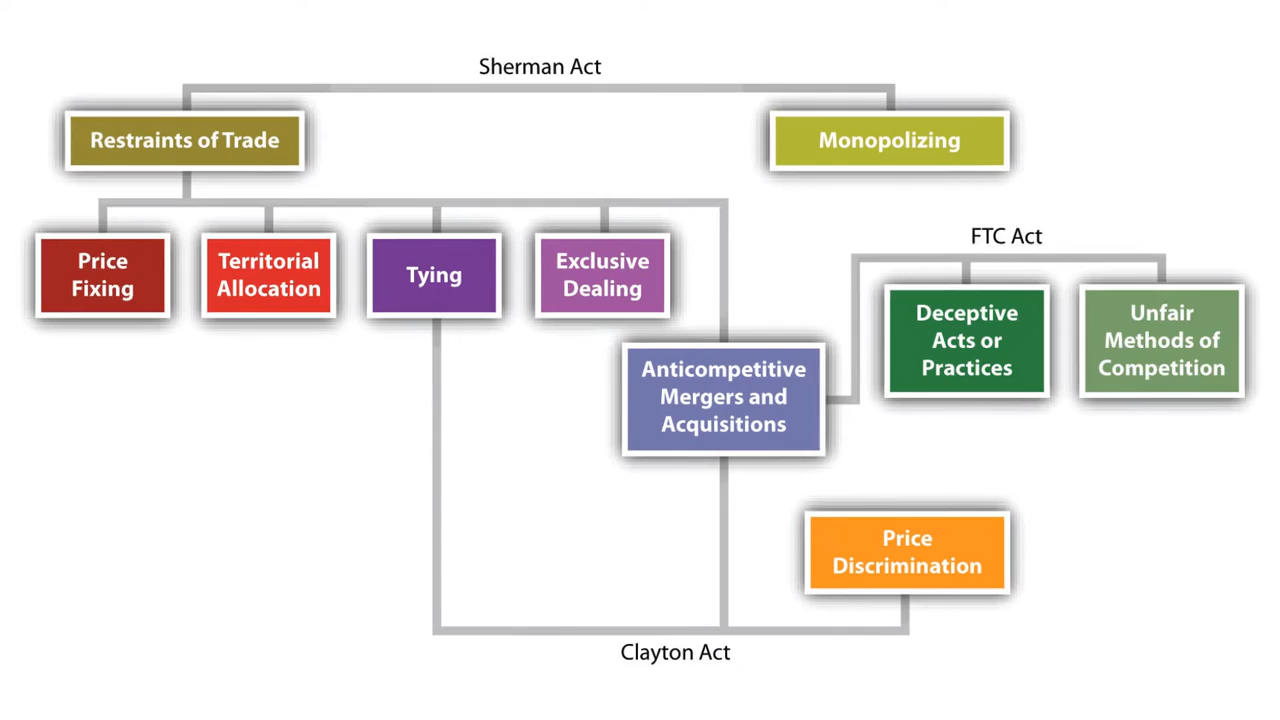 Sherman Act
Restraints of Trade
Monopolizing
Price
Fixing
Territorial
Allocation
Tying
Exclusive
Dealing
FTC Act
Deceptive
Acts or
Practices
Unfair
Methods of
Competition
Anticompetitive
Mergers and
Acquisitions
Price
Discrimination
Clayton Act